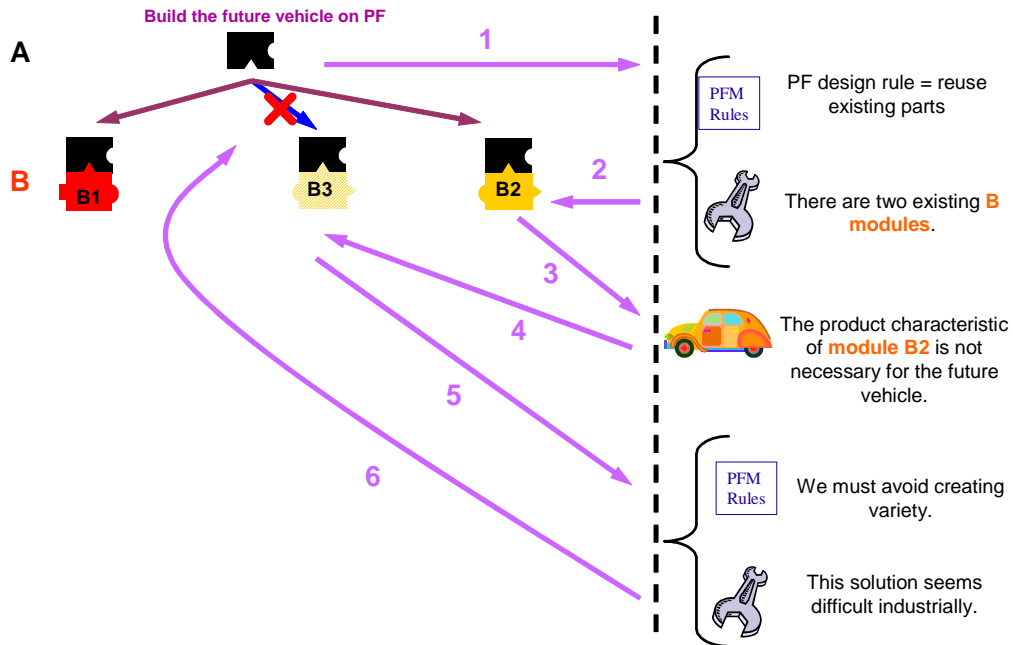 Build the future vehicle on PF
A
1
PFM
Rules
PF design rule = reuse
existing parts
B
B1
B3
B2
2
There are two existing B
modules.
3
4
The product characteristic
of module B2 is not
necessary for the future
vehicle.
5
6
PFM
Rules
We must avoid creating
variety.
This solution seems
difficult industrially.